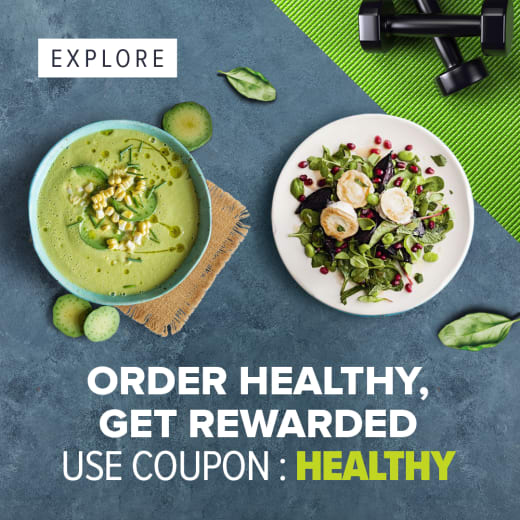 EXPLORE
ORDER HEALTHY,
GET REWARDED
USE COUPON : HEALTHY